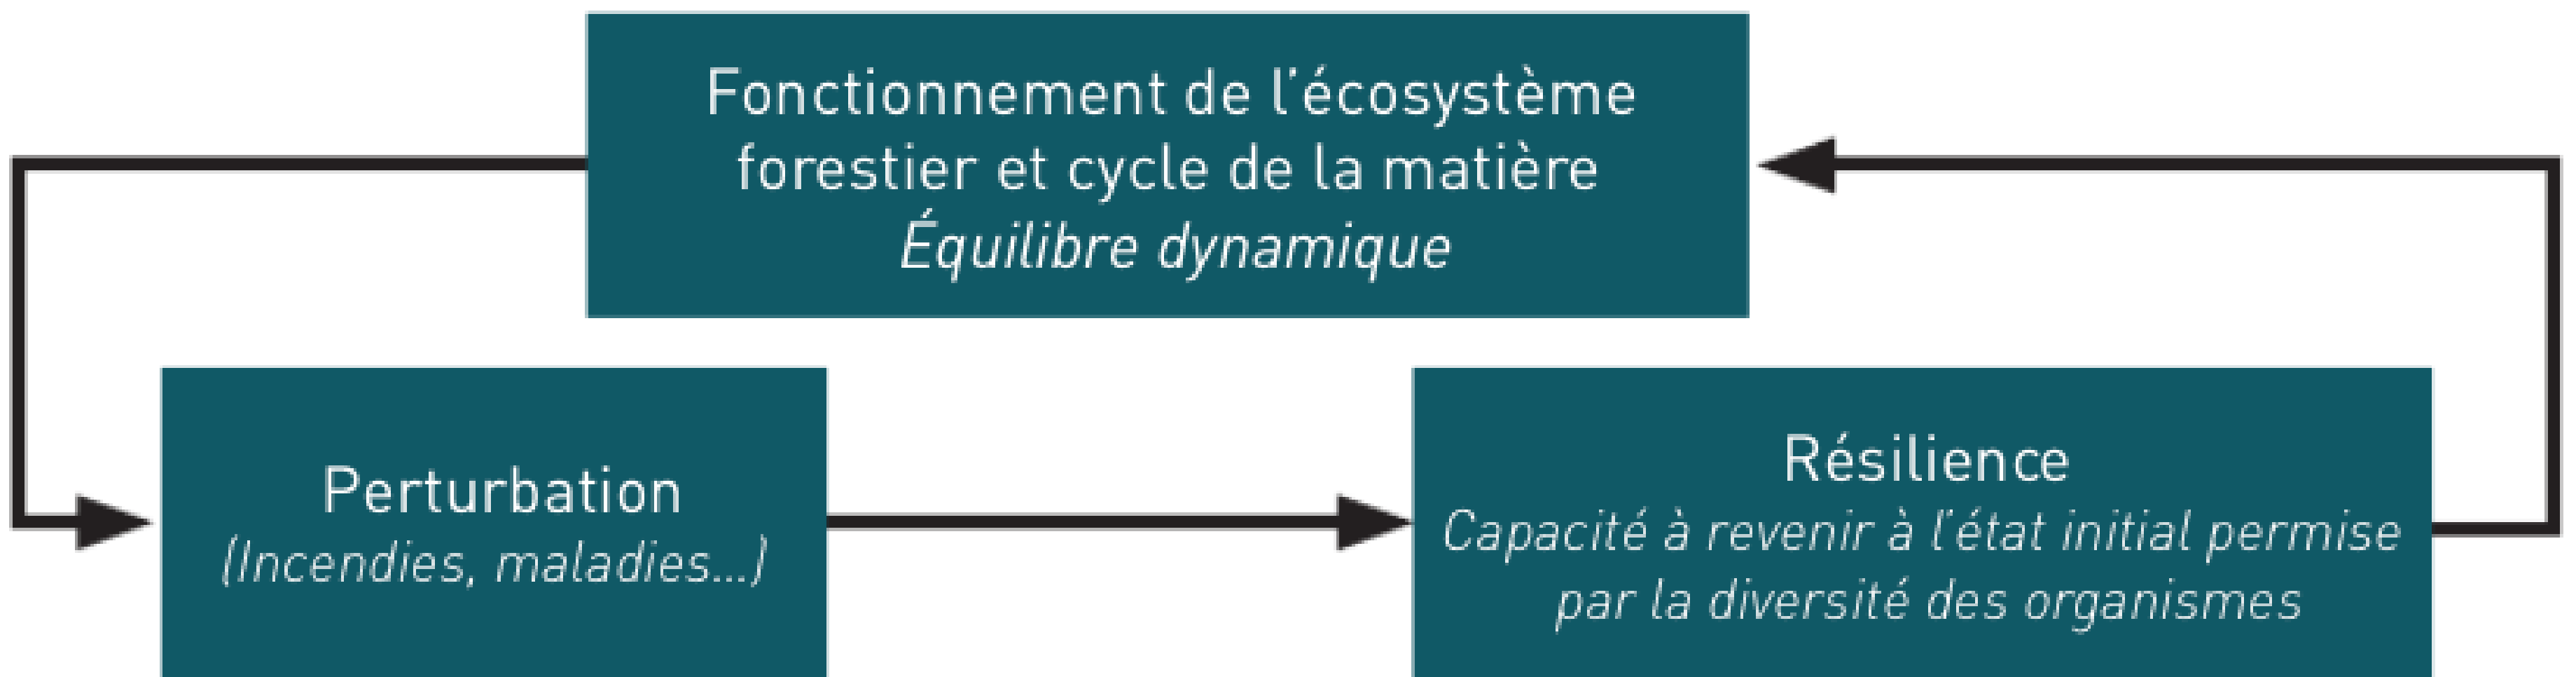 Fonctionnement de l'écosystème
forestier et cycle de la matière
Équilibre dynamique
Perturbation
(Incendies, maladies...)
Résilience
Capacité à revenir à l'état initial permise
par la diversité des organismes